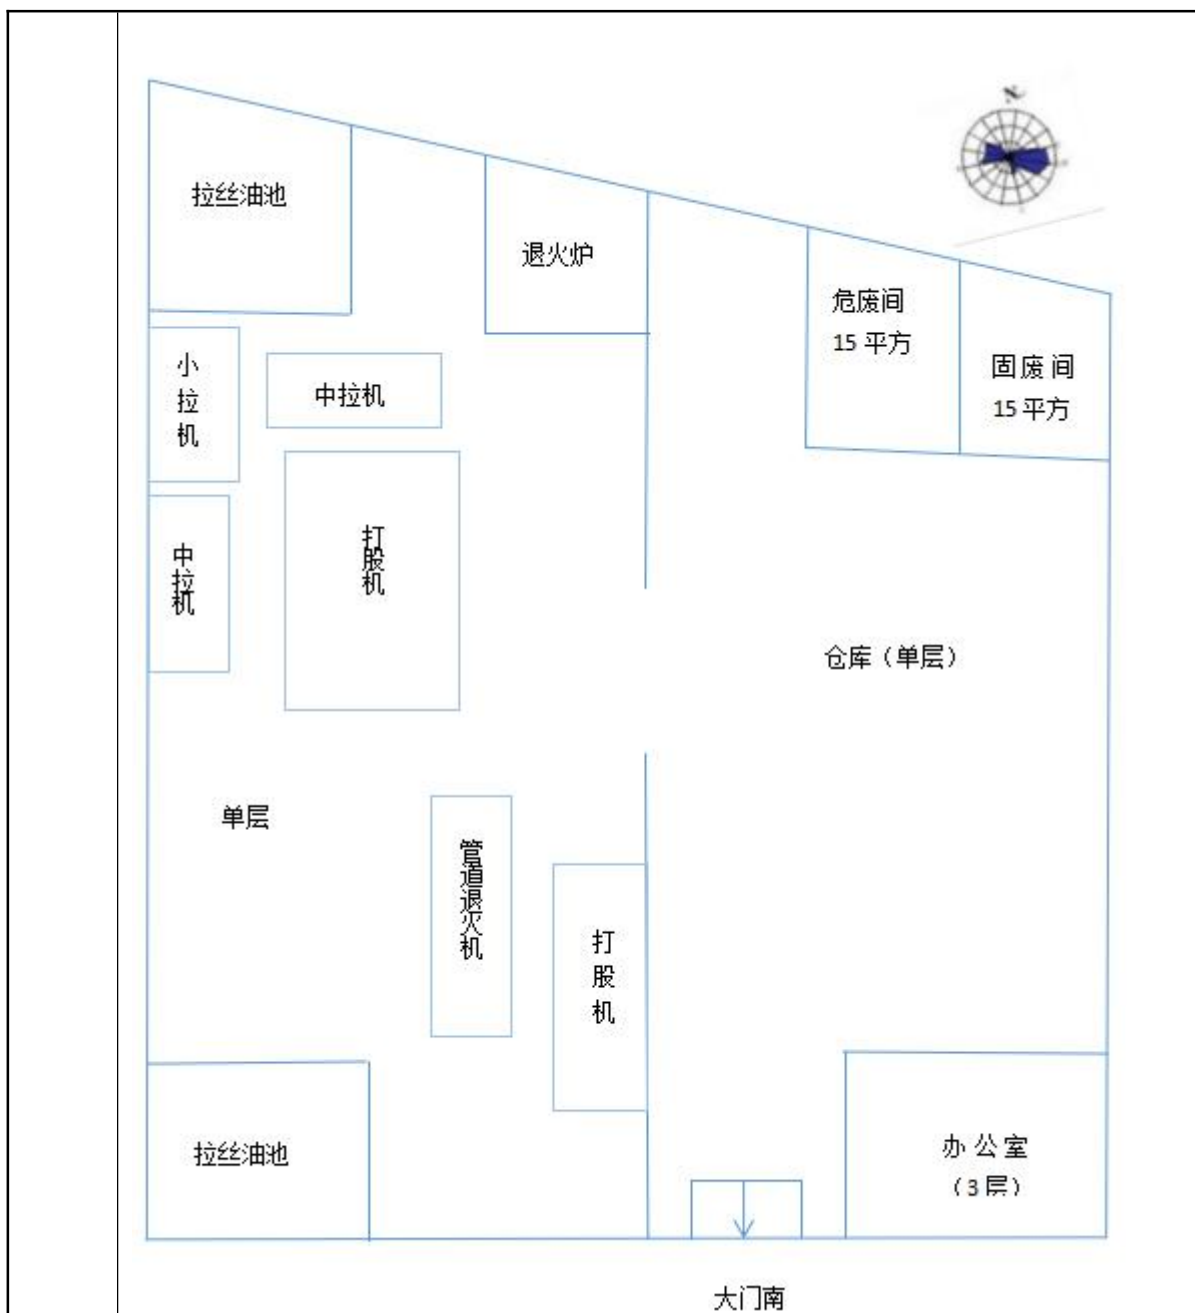 拉丝油池
退火炉
危废间
15 平方
固废间
15 平方
小拉机
中拉机
打股机
中拉机
仓库（单层）
单层
管道退火机
打股机
拉丝油池
办公室
（3 层）
大门南